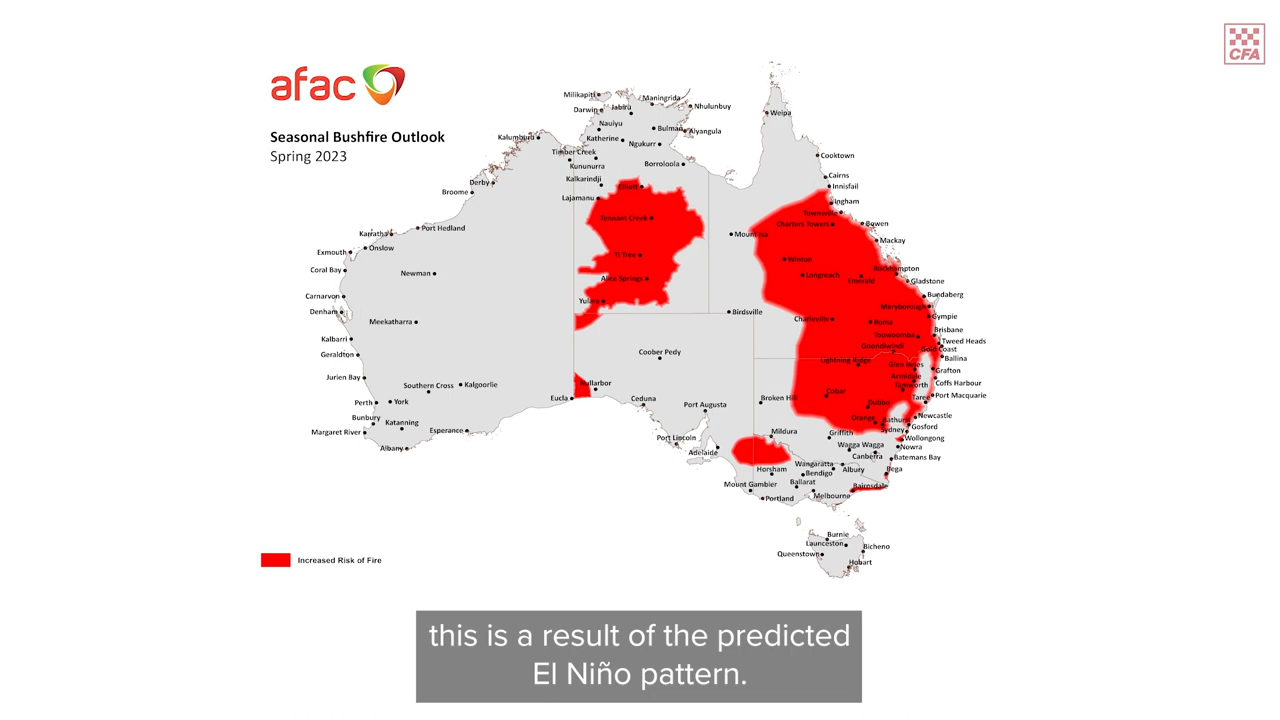 CFA
afac
Seasonal Bushfire Outlook
Spring 2023
Milikapiti
Maningrida
Darwin
Jabiru
Nhulunbuy
Weipa
Nauiyu
Bulman
Alyangula
Kalumburu
Katherine
Ngukurr
Timber Creek
Cooktown
Kununurra
Borroloola
Kalkarindji
Cairns
Derby
Elliott
Innisfail
Broome
Lajamanu
Ingham
Tennant Creek
Townsville
Charters Towers
Bowen
Port Hedland
Karratha
Mount Isa
Mackay
Exmouth
Onslow
Ti Tree
Winton
Coral Bay
Newman
Alice Springs
Longreach
Rockhampton
Emerald
Gladstone
Carnarvon
Yulara
Bundaberg
Denham
Birdsville
Maryborough
Gympie
Meekatharra
Charleville
Roma
Brisbane
Kalbarri
Toowoomba
Tweed Heads
Geraldton
Coober Pedy
Goondiwindi
Gold Coast
Ballina
Lightning Ridge
Glen Innes
Grafton
Jurien Bay
Southern Cross
Kalgoorlie
Nullarbor
Armidale
Tamworth
Coffs Harbour
Perth
York
Eucla
Ceduna
Port Augusta
Broken Hill
Cobar
Dubbo
Taree
Port Macquarie
Bunbury
Katanning
Orange
Bathurst
Newcastle
Margaret River
Esperance
Port Lincoln
Mildura
Griffith
Sydney
Gosford
Albany
Adelaide
Wagga Wagga
Wollongong
Nowra
Canberra
Batemans Bay
Horsham
Wangaratta
Bendigo
Albury
Bega
Mount Gambier
Ballarat
Bairnsdale
Portland
Melbourne
Burnie
Launceston
Bicheno
Queenstown
Hobart
Increased Risk of Fire
this is a result of the predicted
El Niño pattern.